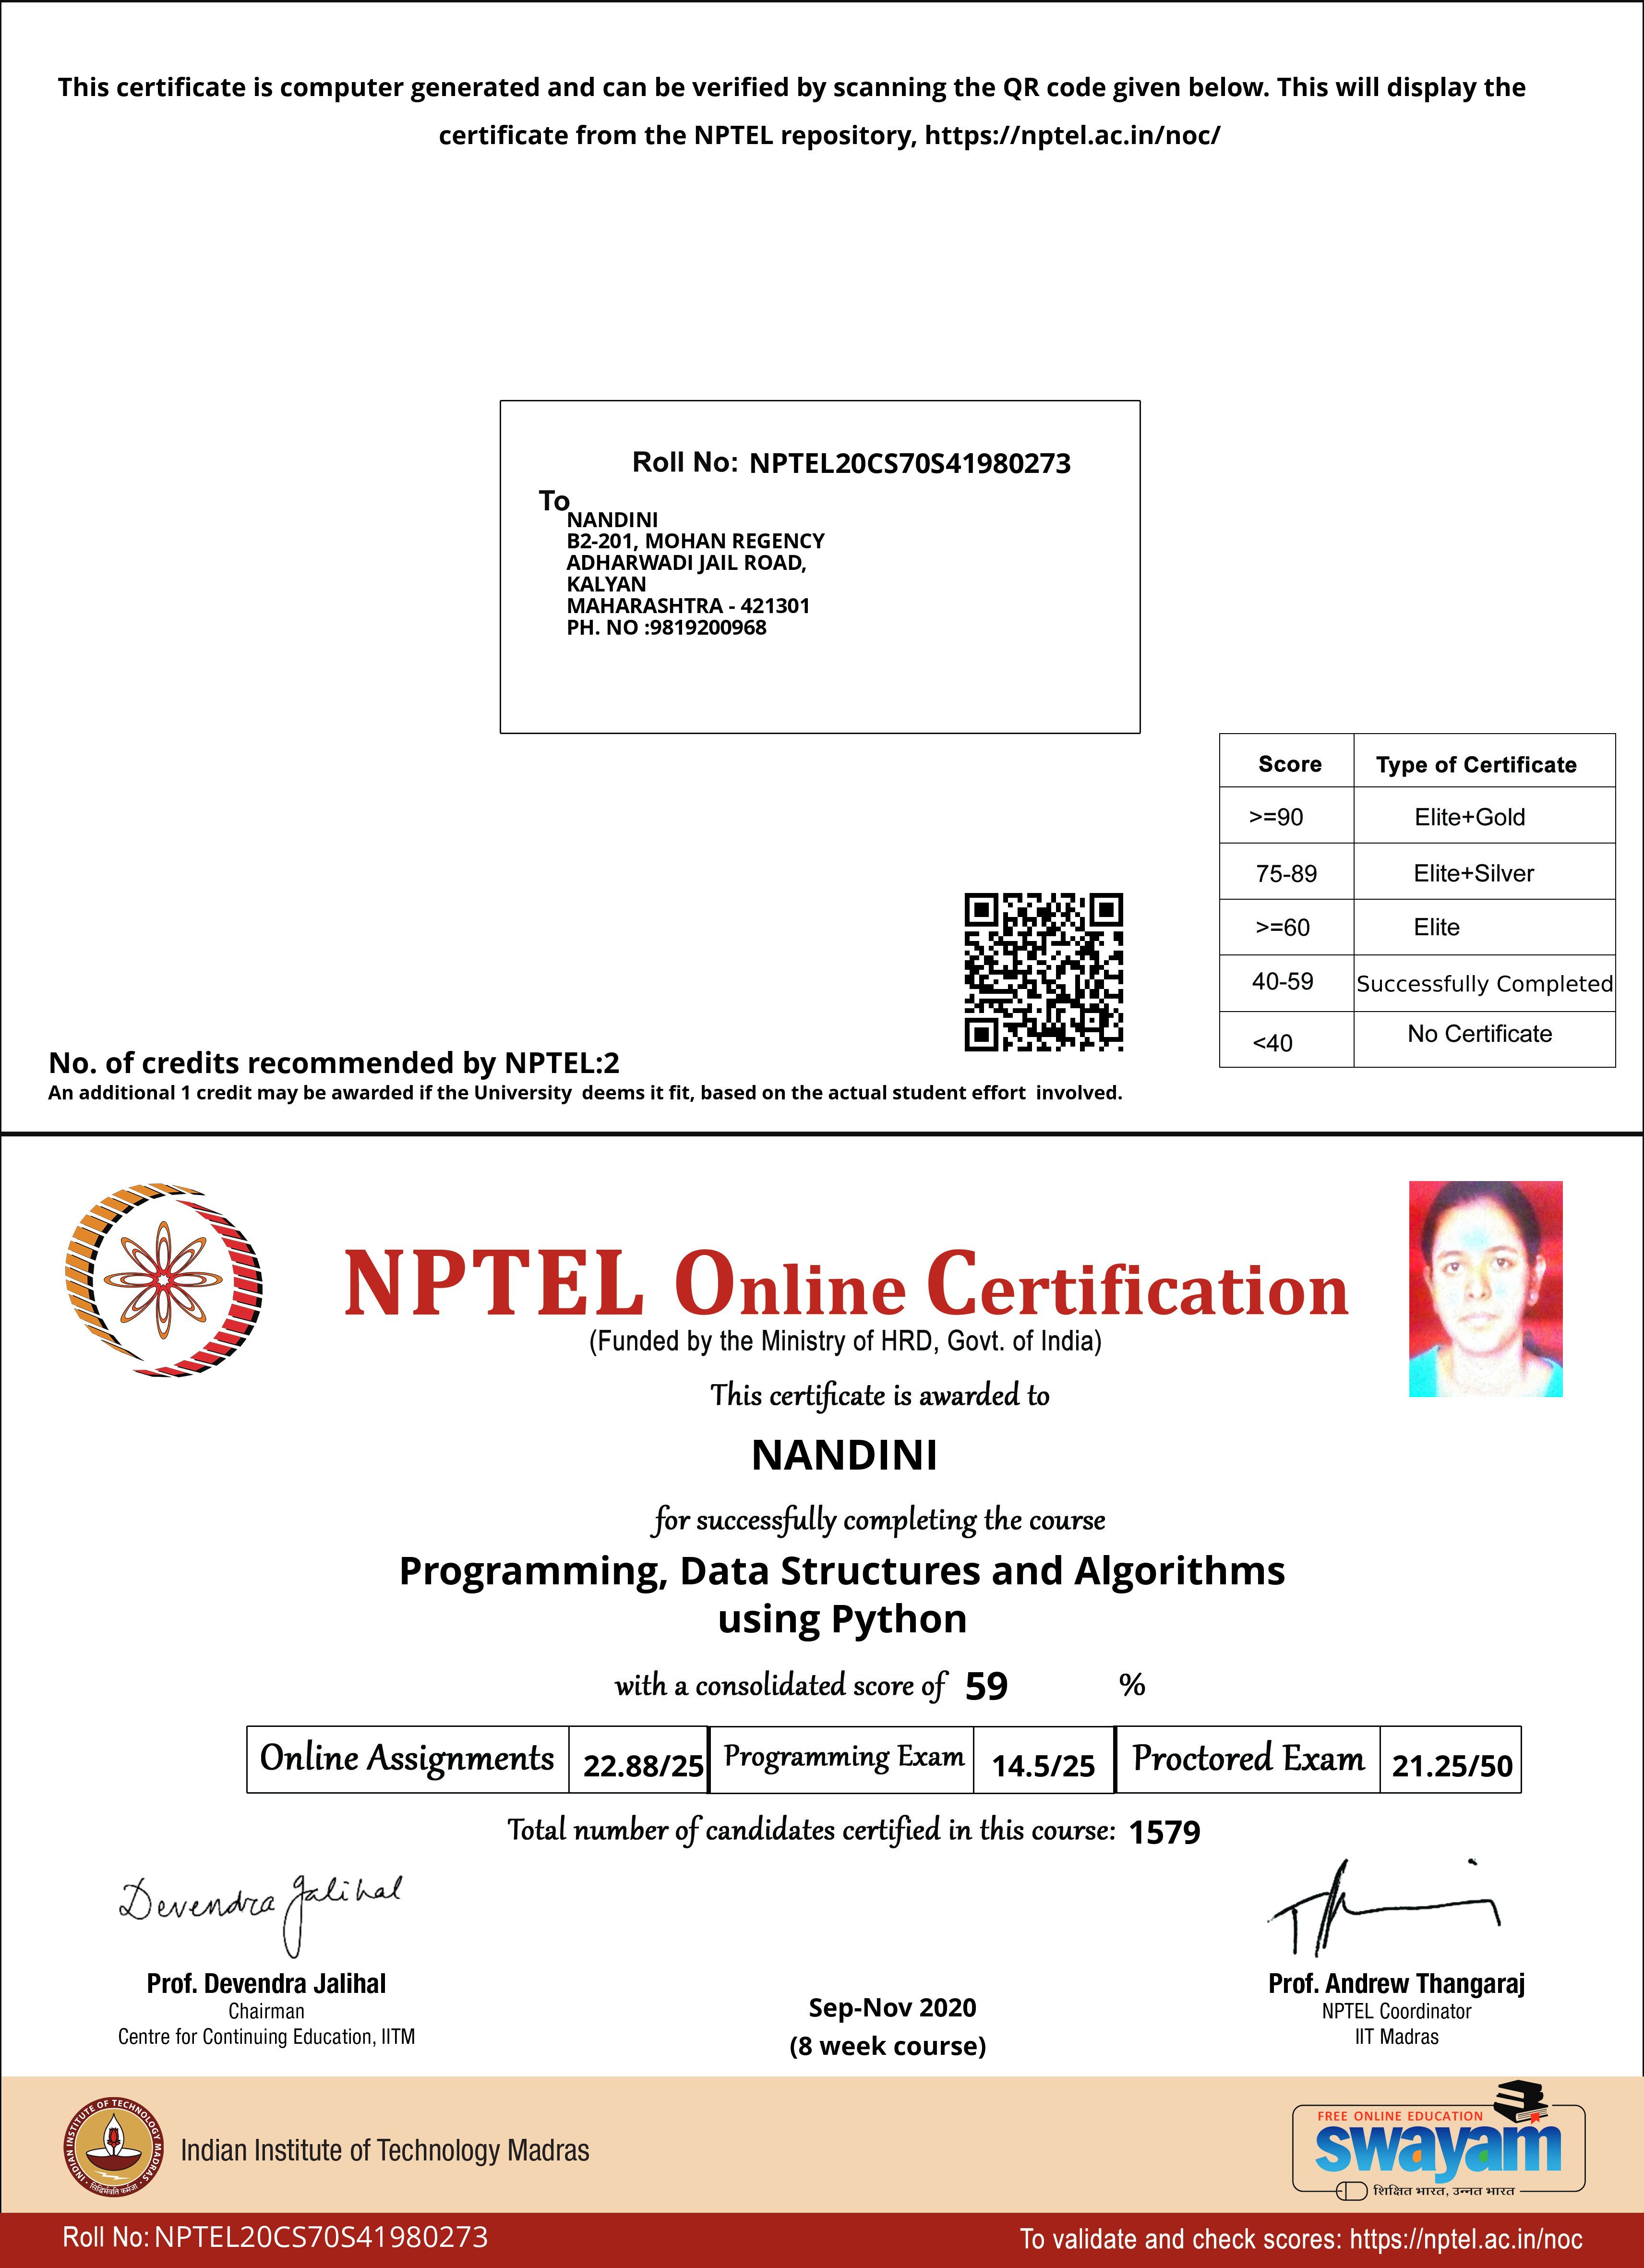 This certificate is computer generated and can be verified by scanning the QR code given below. This will display the
certificate from the NPTEL repository, https://nptel.ac.in/noc/
Roll No: NPTEL20CS70S41980273
To
NANDINI
B2-201, MOHAN REGENCY
ADHARWADI JAIL ROAD,
KALYAN
MAHARASHTRA - 421301
PH. NO :9819200968
Score Type of Certificate
>=90 Elite+Gold
75-89 Elite+Silver
>=60 Elite
40-59 Successfully Completed
<40 No Certificate
No. of credits recommended by NPTEL:2
An additional 1 credit may be awarded if the University deems it fit, based on the actual student effort involved.
NPTEL Online Certification
(Funded by the Ministry of HRD, Govt. of India)
This certificate is awarded to
NANDINI
for successfully completing the course
Programming, Data Structures and Algorithms
using Python
with a consolidated score of 59 %
Online Assignments 22.88/25 Programming Exam 14.5/25 Proctored Exam 21.25/50
Total number of candidates certified in this course: 1579
Devendra Jalihal
Prof. Devendra Jalihal
Chairman
Centre for Continuing Education, IITM
Sep-Nov 2020
(8 week course)
Prof. Andrew Thangaraj
NPTEL Coordinator
IIT Madras
INDIAN INSTITUTE OF TECHNOLOGY MADRAS
सिद्धिर्भवति कर्मजा
Indian Institute of Technology Madras
FREE ONLINE EDUCATION
swayam
शिक्षित भारत, उन्नत भारत
Roll No: NPTEL20CS70S41980273
To validate and check scores: https://nptel.ac.in/noc